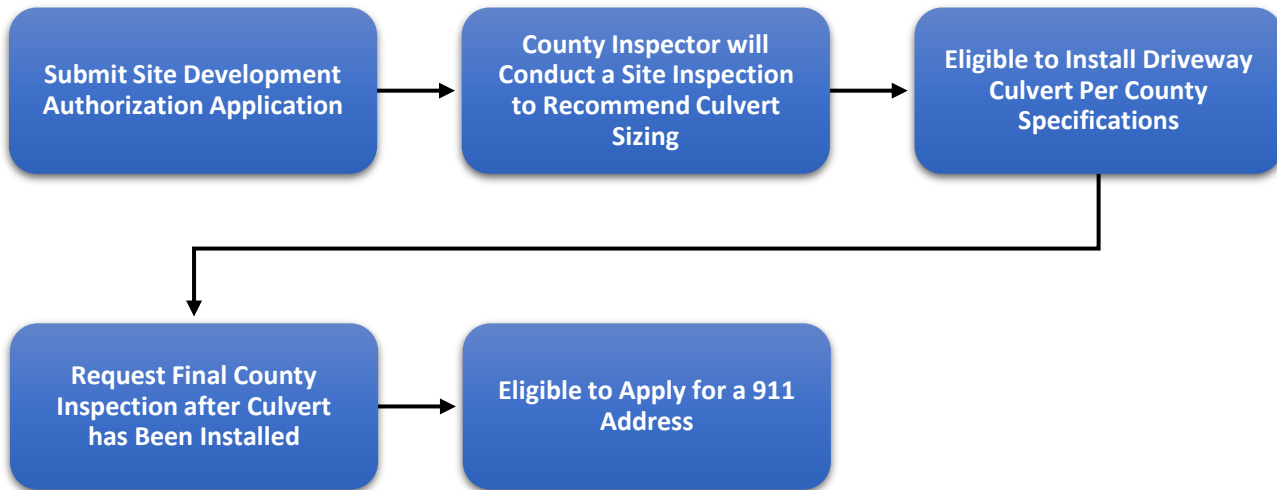 Submit Site Development
Authorization Application
County Inspector will
Conduct a Site Inspection
to Recommend Culvert
Sizing
Eligible to Install Driveway
Culvert Per County
Specifications
Request Final County
Inspection after Culvert
has Been Installed
Eligible to Apply for a 911
Address